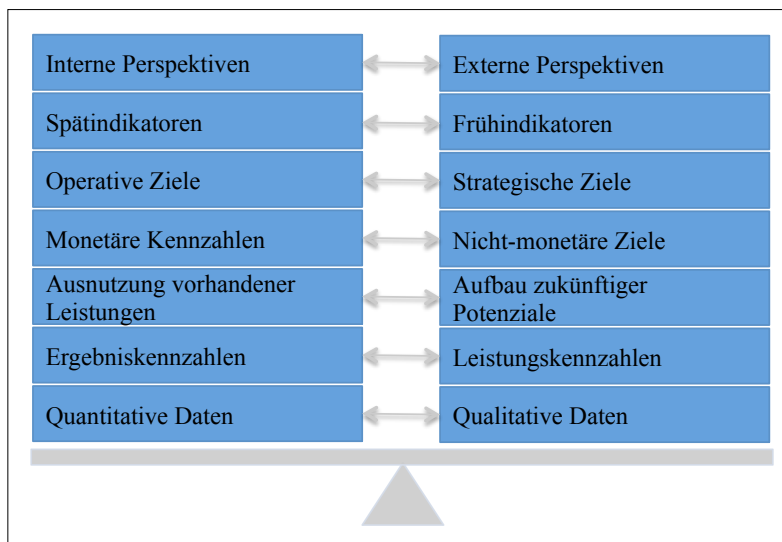 Interne Perspektiven
Externe Perspektiven
Spätindikatoren
Frühindikatoren
Operative Ziele
Strategische Ziele
Monetäre Kennzahlen
Nicht-monetäre Ziele
Ausnutzung vorhandener
Leistungen
Aufbau zukünftiger
Potenziale
Ergebniskennzahlen
Leistungskennzahlen
Quantitative Daten
Qualitative Daten